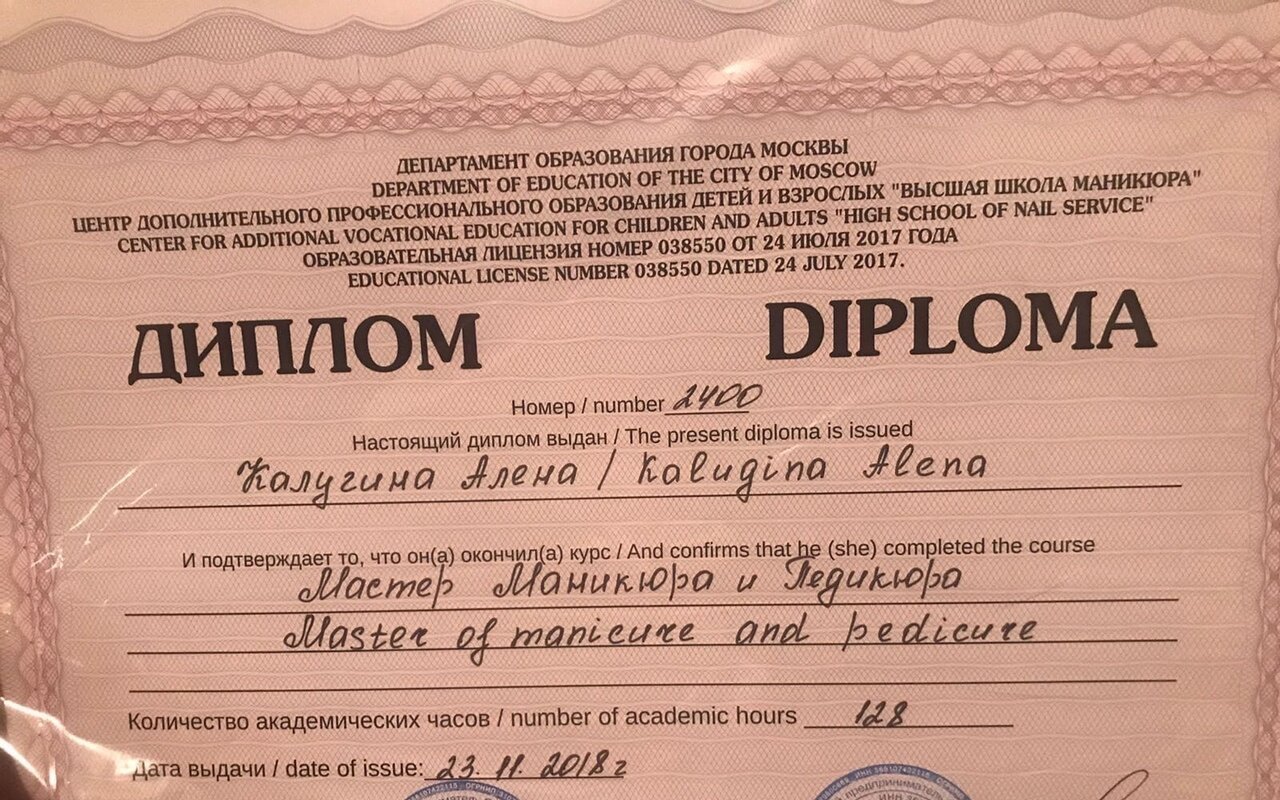 ДЕПАРТАМЕНТ ОБРАЗОВАНИЯ ГОРОДА МОСКВЫ
DEPARTMENT OF EDUCATION OF THE CITY OF MOSCOW
ЦЕНТР ДОПОЛНИТЕЛЬНОГО ПРОФЕССИОНАЛЬНОГО ОБРАЗОВАНИЯ ДЕТЕЙ И ВЗРОСЛЫХ "ВЫСШАЯ ШКОЛА МАНИКЮРА"
CENTER FOR ADDITIONAL VOCATIONAL EDUCATION FOR CHILDREN AND ADULTS "HIGH SCHOOL OF NAIL SERVICE"
ОБРАЗОВАТЕЛЬНАЯ ЛИЦЕНЗИЯ НОМЕР 038550 ОТ 24 ИЮЛЯ 2017 ГОДА
EDUCATIONAL LICENSE NUMBER 038550 DATED 24 JULY 2017.
ДИПЛОМ DIPLOMA
Номер / number 2400
Настоящий диплом выдан / The present diploma is issued
Калугина Алена / Kalugina Alena
И подтверждает то, что он(а) окончил(а) курс / And confirms that he (she) completed the course
Мастер Маникюра и Педикюра
Master of manicure and pedicure
Количество академических часов / number of academic hours 128
Дата выдачи / date of issue: 23. 11. 2018 г